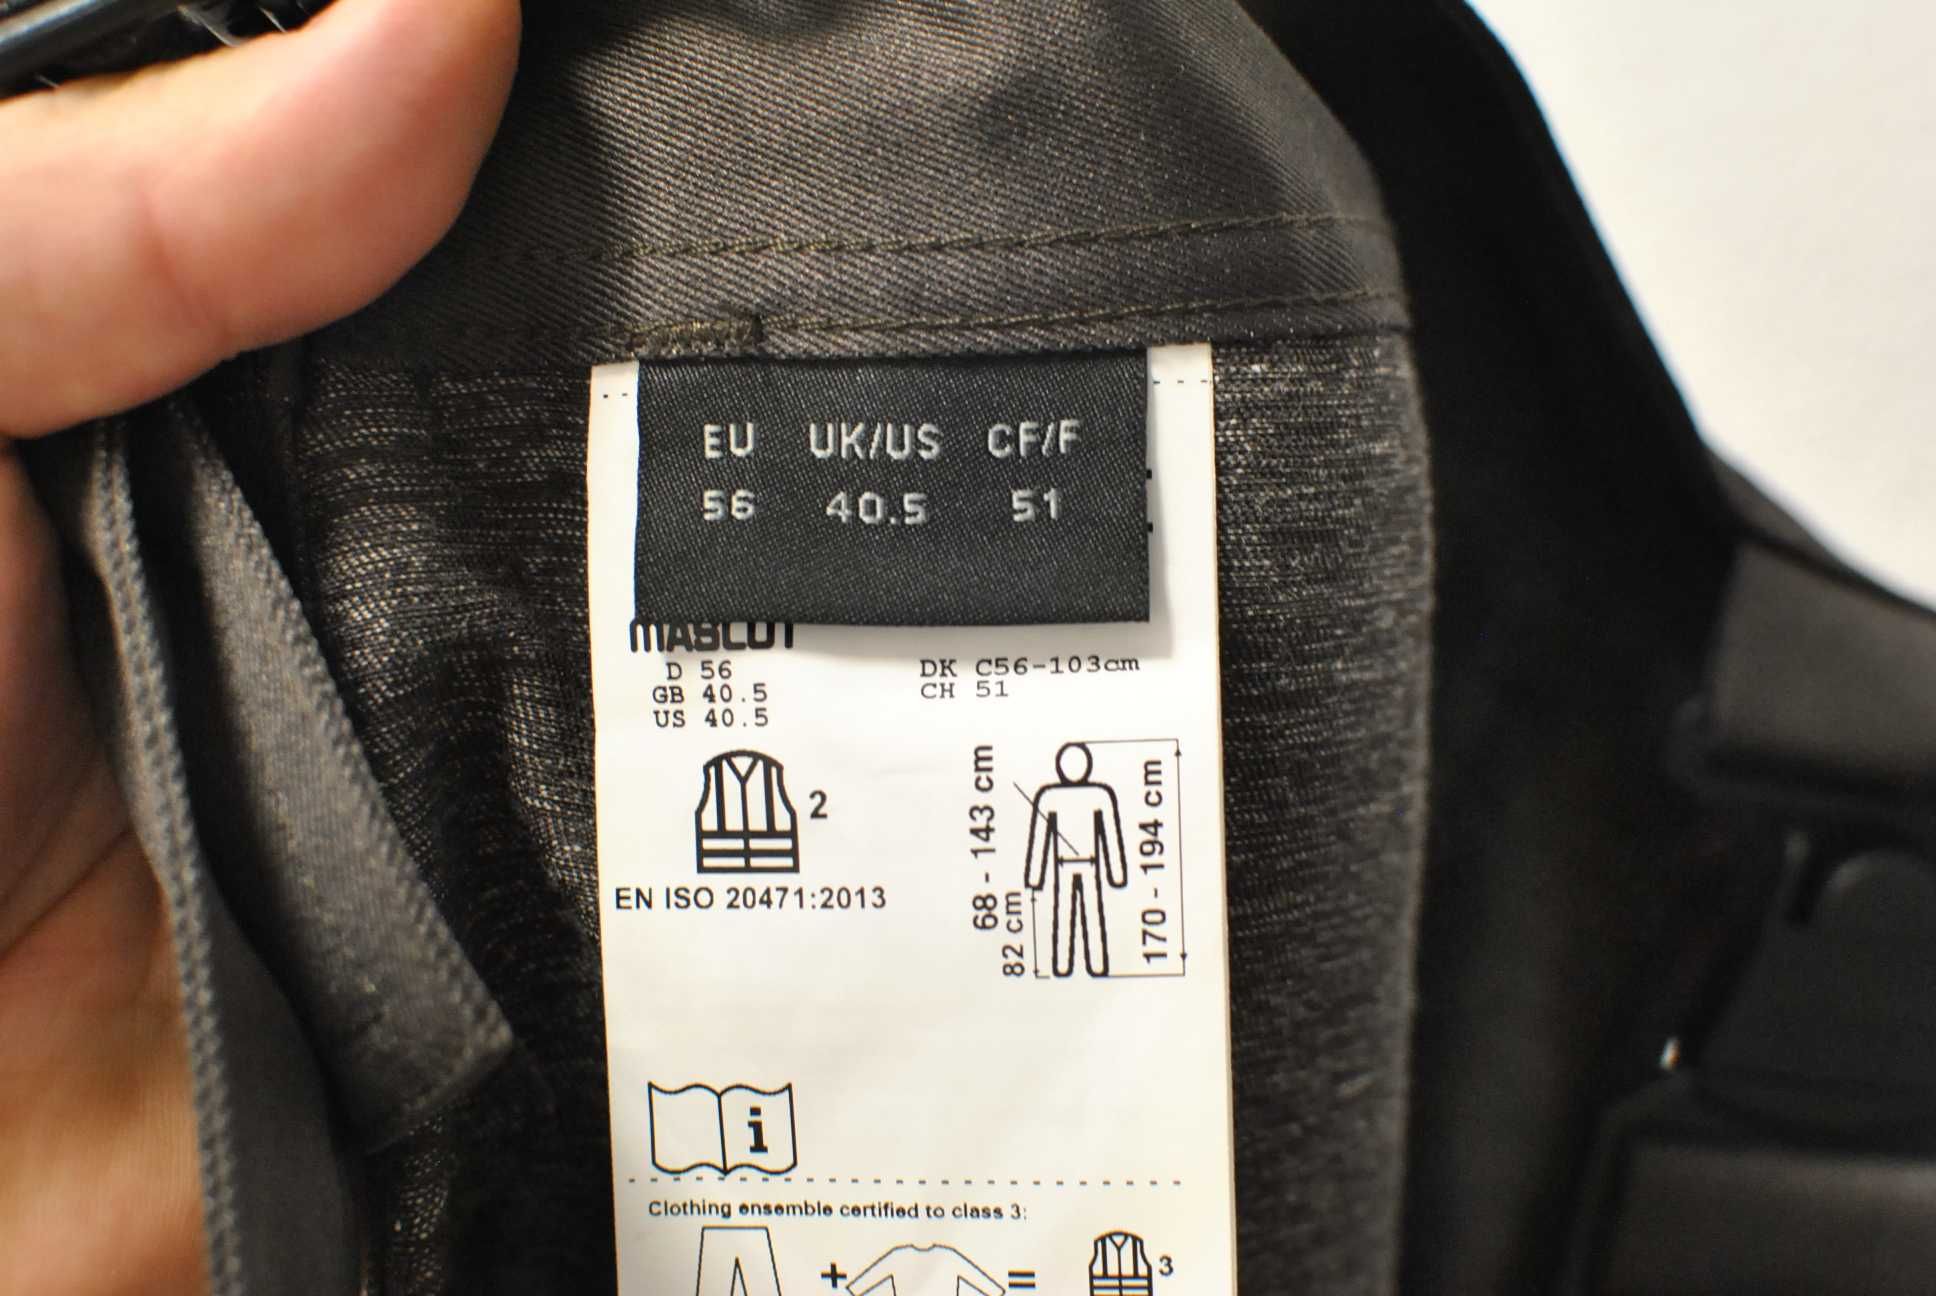 EU UK/US CF/F
56 40.5 51
MASCOT
D 56
GB 40.5
US 40.5
DK C56-103cm
CH 51
2
EN ISO 20471:2013
68 - 143 cm
82 cm
170 - 194 cm
i
Clothing ensemble certified to class 3:
+ = 3